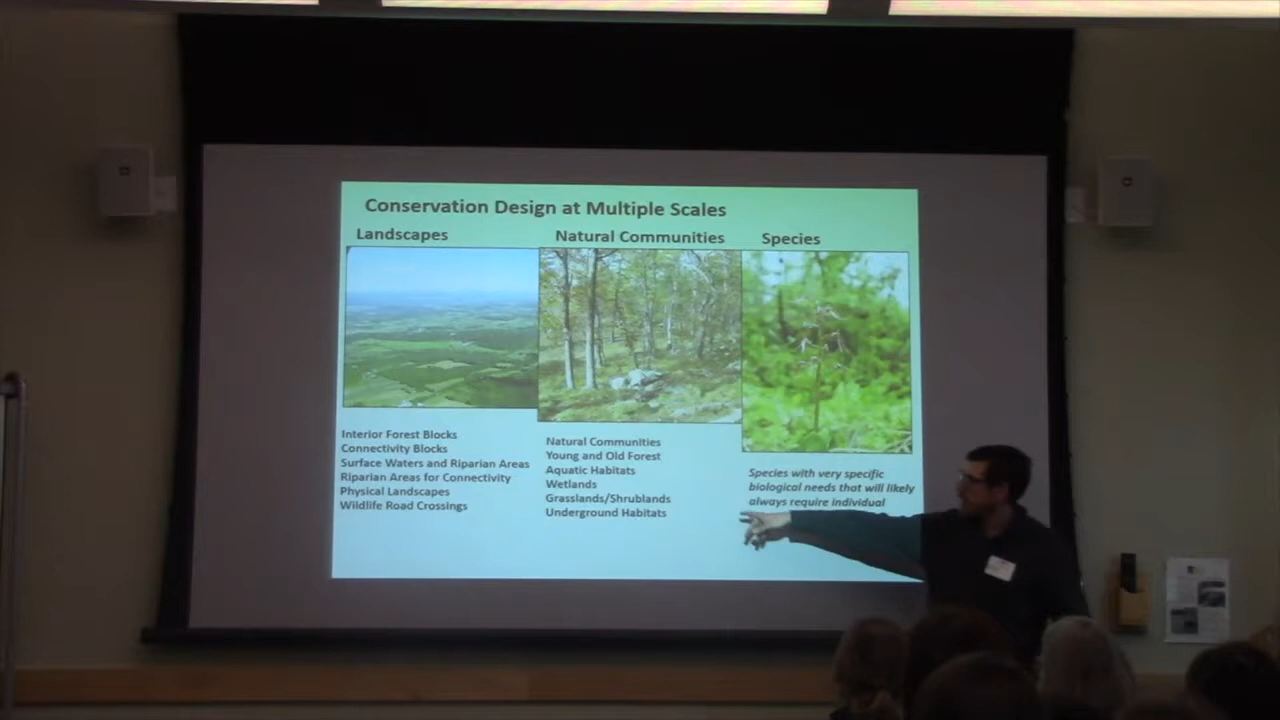 Conservation Design at Multiple Scales
Landscapes
Natural Communities
Species
Interior Forest Blocks
Connectivity Blocks
Surface Waters and Riparian Areas
Riparian Areas for Connectivity
Physical Landscapes
Wildlife Road Crossings
Natural Communities
Young and Old Forest
Aquatic Habitats
Wetlands
Grasslands/Shrublands
Underground Habitats
Species with very specific
biological needs that will likely
always require individual